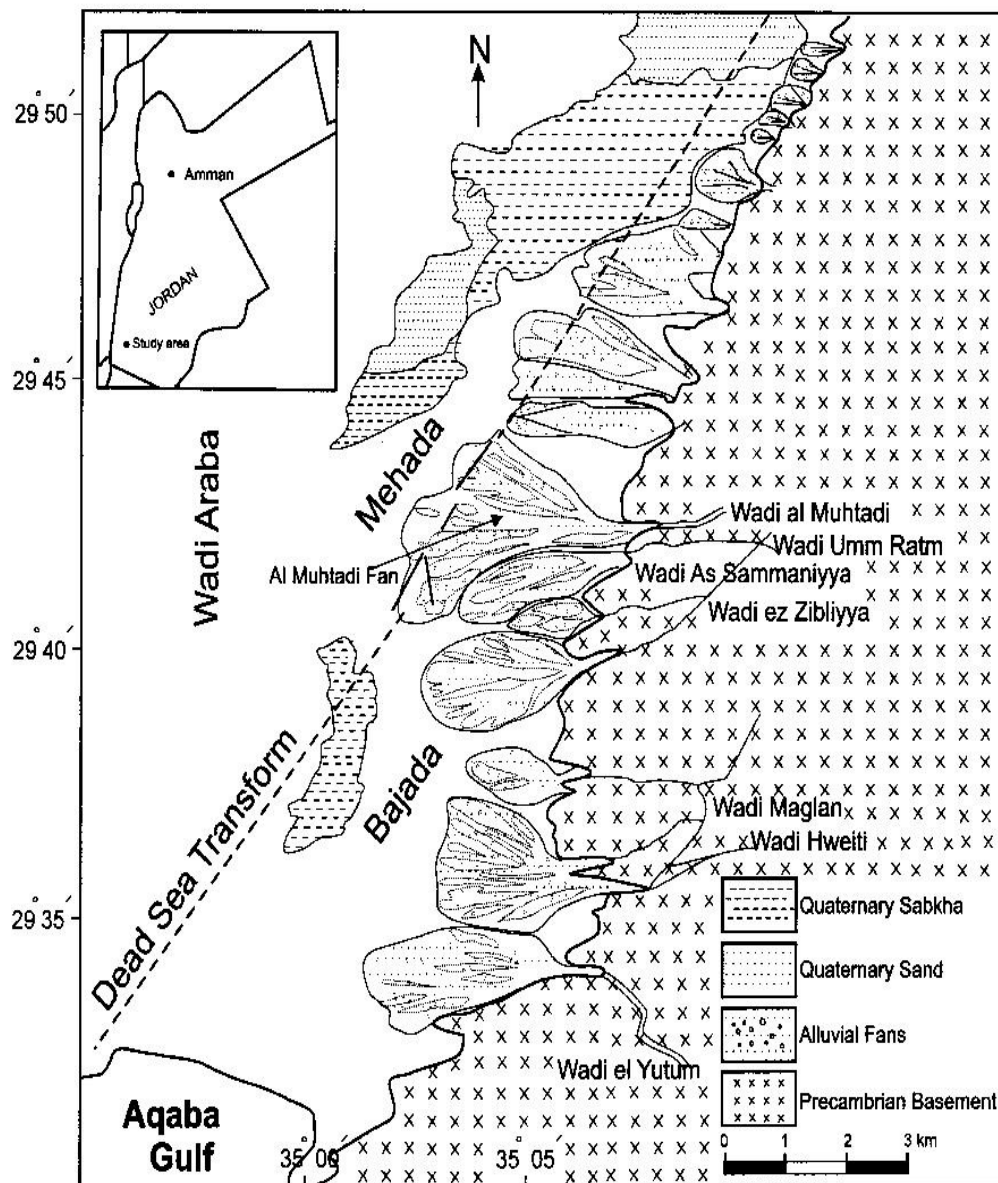 N
Amman
JORDAN
Study area
29° 50'
29° 45'
29° 40'
29° 35'
Wadi Araba
Mehada
Al Muhtadi Fan
Wadi al Muhtadi
Wadi Umm Ratm
Wadi As Sammaniyya
Wadi ez Zibliyya
Dead Sea Transform
Bajada
Wadi Maglan
Wadi Hweiti
Quaternary Sabkha
Quaternary Sand
Alluvial Fans
Precambrian Basement
Wadi el Yutum
Aqaba
Gulf
35° 00'
35° 05'
0 1 2 3 km